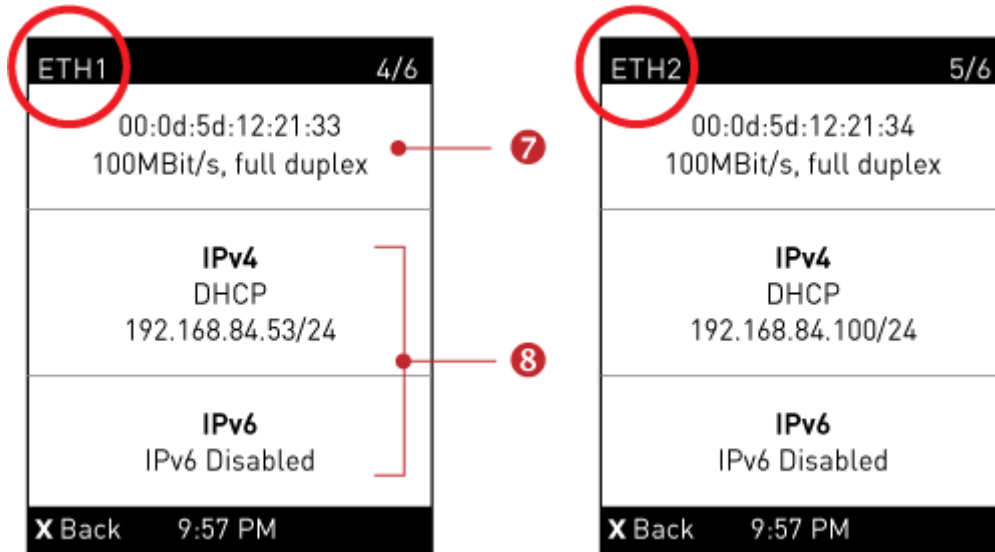 ETH1 4/6
00:0d:5d:12:21:33
100MBit/s, full duplex
7
IPv4
DHCP
192.168.84.53/24
8
IPv6
IPv6 Disabled
X Back 9:57 PM
ETH2 5/6
00:0d:5d:12:21:34
100MBit/s, full duplex
IPv4
DHCP
192.168.84.100/24
IPv6
IPv6 Disabled
X Back 9:57 PM